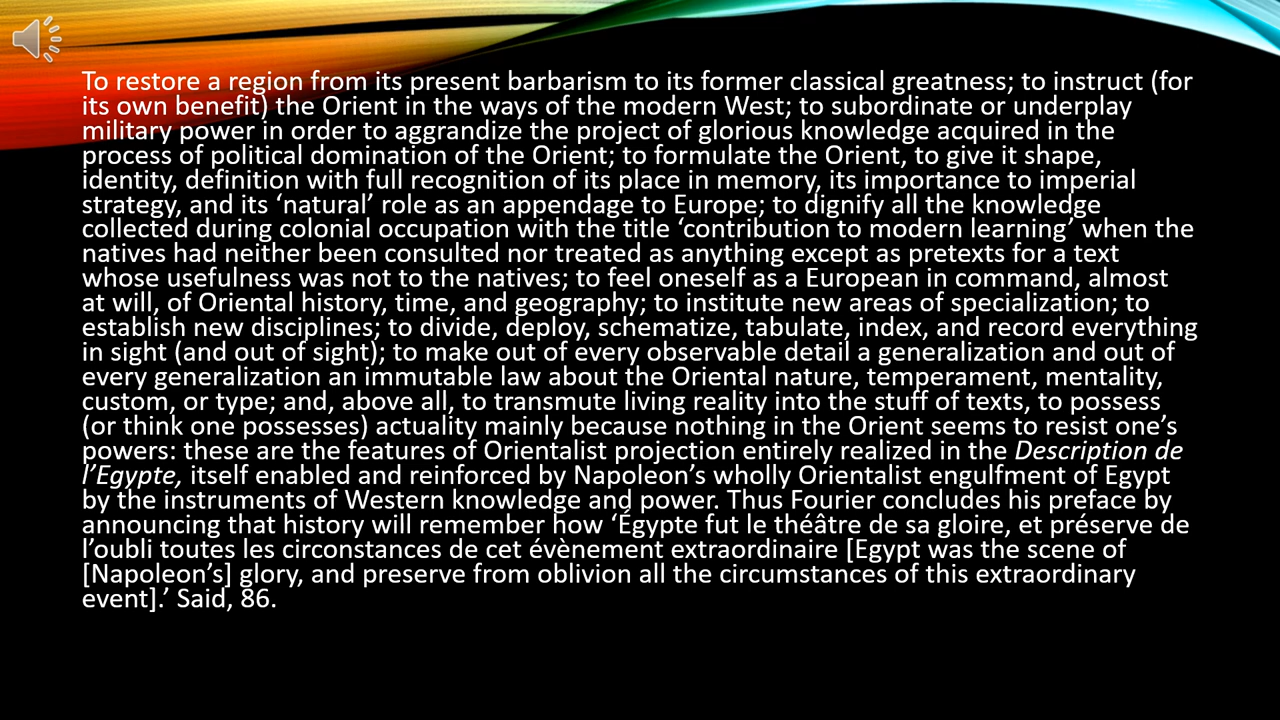 To restore a region from its present barbarism to its former classical greatness; to instruct (for
its own benefit) the Orient in the ways of the modern West; to subordinate or underplay
military power in order to aggrandize the project of glorious knowledge acquired in the
process of political domination of the Orient; to formulate the Orient, to give it shape,
identity, definition with full recognition of its place in memory, its importance to imperial
strategy, and its ‘natural’ role as an appendage to Europe; to dignify all the knowledge
collected during colonial occupation with the title ‘contribution to modern learning’ when the
natives had neither been consulted nor treated as anything except as pretexts for a text
whose usefulness was not to the natives; to feel oneself as a European in command, almost
at will, of Oriental history, time, and geography; to institute new areas of specialization; to
establish new disciplines; to divide, deploy, schematize, tabulate, index, and record everything
in sight (and out of sight); to make out of every observable detail a generalization and out of
every generalization an immutable law about the Oriental nature, temperament, mentality,
custom, or type; and, above all, to transmute living reality into the stuff of texts, to possess
(or think one possesses) actuality mainly because nothing in the Orient seems to resist one’s
powers: these are the features of Orientalist projection entirely realized in the Description de
l’Egypte, itself enabled and reinforced by Napoleon’s wholly Orientalist engulfment of Egypt
by the instruments of Western knowledge and power. Thus Fourier concludes his preface by
announcing that history will remember how ‘Égypte fut le théâtre de sa gloire, et préserve de
l’oubli toutes les circonstances de cet évènement extraordinaire [Egypt was the scene of
[Napoleon’s] glory, and preserve from oblivion all the circumstances of this extraordinary
event].’ Said, 86.